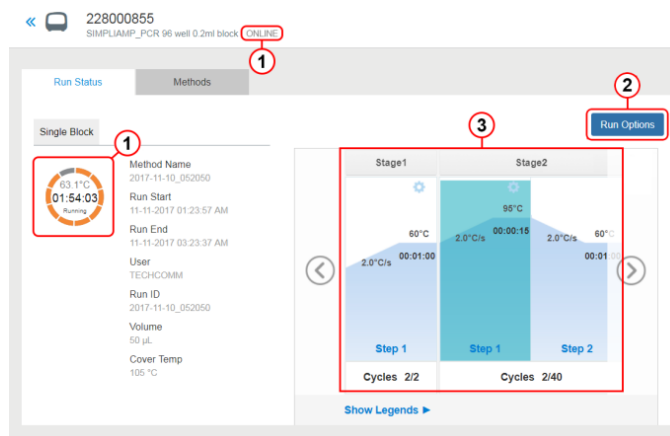 228000855
SIMPLIAMP_PCR 96 well 0.2ml block ONLINE
1
Run Status
Methods
2
Run Options
Single Block
1
3
63.1°C
01:54:03
Running
Method Name
2017-11-10_052050
Run Start
11-11-2017 01:23:57 AM
Run End
11-11-2017 03:23:37 AM
User
TECHCOMM
Run ID
2017-11-10_052050
Volume
50 µL
Cover Temp
105 °C
Stage1
Stage2
60°C
2.0°C/s
00:01:00
Step 1
95°C
2.0°C/s
00:00:15
Step 1
60°C
2.0°C/s
00:01
Step 2
Cycles 2/2
Cycles 2/40
Show Legends ►